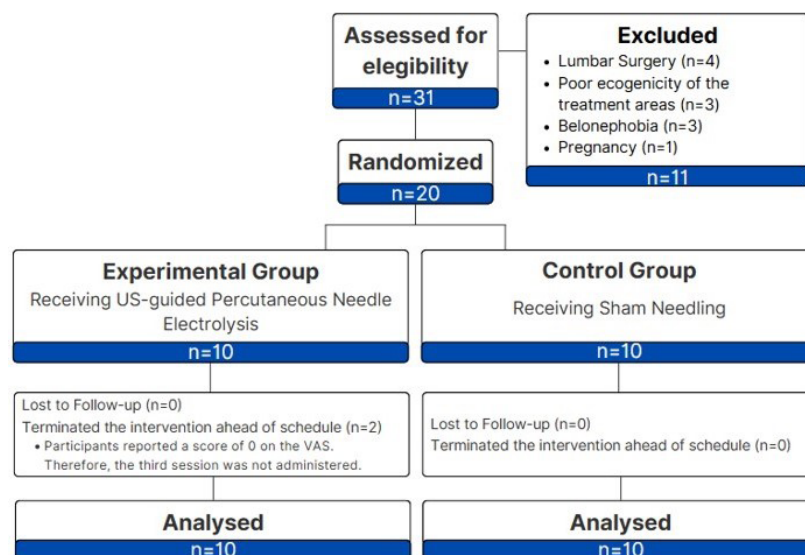 Assessed for
elegibility
n=31
Excluded
• Lumbar Surgery (n=4)
• Poor ecogenicity of the
treatment areas (n=3)
• Belonephobia (n=3)
• Pregnancy (n=1)
n=11
Randomized
n=20
Experimental Group
Receiving US-guided Percutaneous Needle
Electrolysis
n=10
Control Group
Receiving Sham Needling
n=10
Lost to Follow-up (n=0)
Terminated the intervention ahead of schedule (n=2)
• Participants reported a score of 0 on the VAS.
Therefore, the third session was not administered.
Lost to Follow-up (n=0)
Terminated the intervention ahead of schedule (n=0)
Analysed
n=10
Analysed
n=10